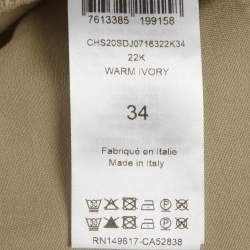 7613385 199158
CHS20SDJ0716322K34
22K
WARM IVORY
34
Fabriqué en Italie
Made in Italy
RN149617-CA52838